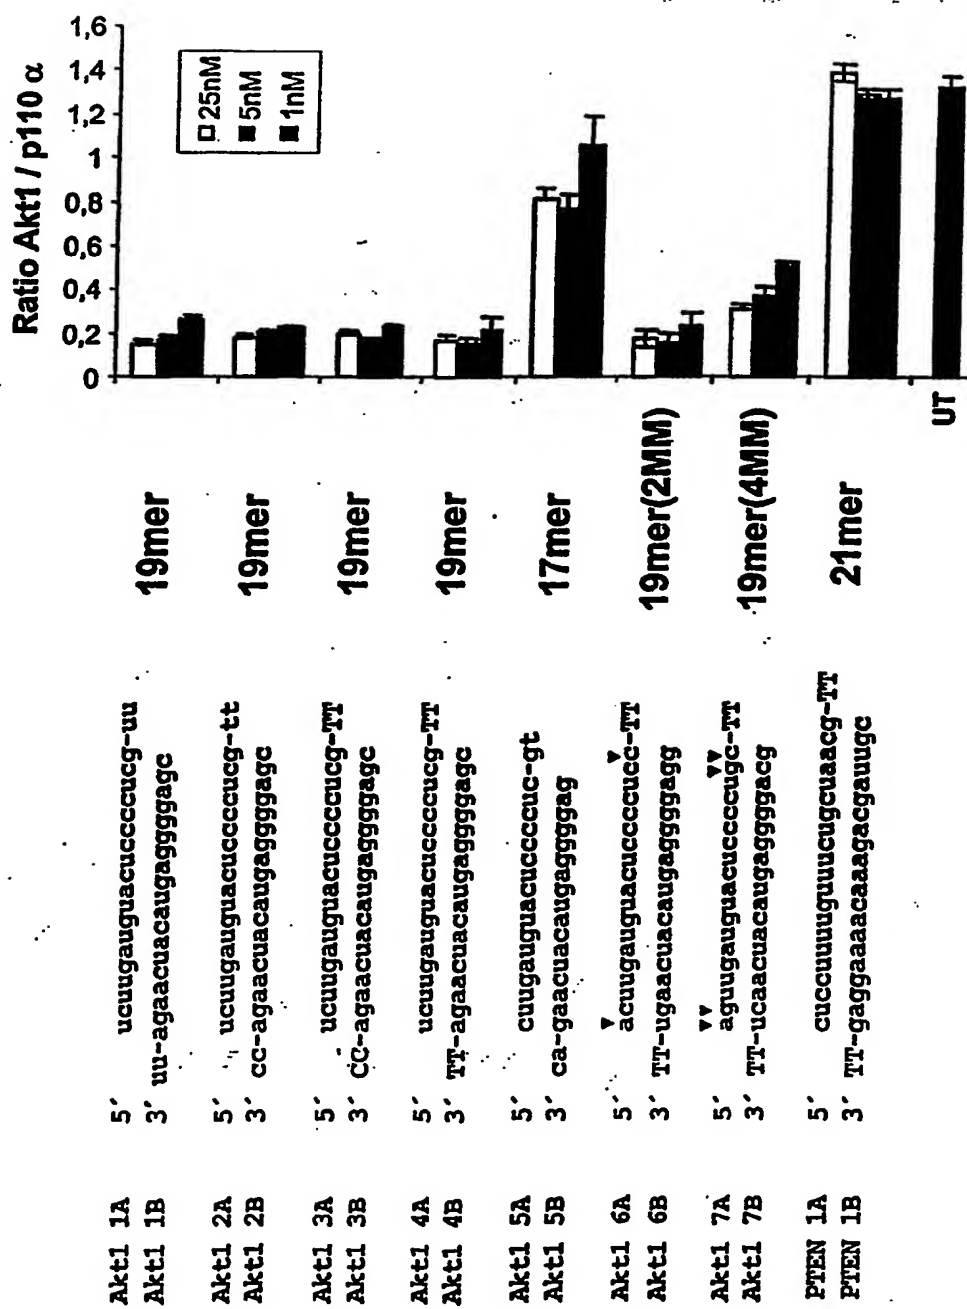 Ratio Akt1 / p110 α
1,6
1,4
1,2
1
0,8
0,6
0,4
0,2
0
25nM
5nM
1nM
Akt1 1A 5′ ucuugauguacuccccucg-uu
Akt1 1B 3′ uu-agaacuacaugaggggagc
19mer
Akt1 2A 5′ ucuugauguacuccccucg-tt
Akt1 2B 3′ cc-agaacuacaugaggggagc
19mer
Akt1 3A 5′ ucuugauguacuccccucg-TT
Akt1 3B 3′ CC-agaacuacaugaggggagc
19mer
Akt1 4A 5′ ucuugauguacuccccucg-TT
Akt1 4B 3′ TT-agaacuacaugaggggagc
19mer
Akt1 5A 5′ cuugauguacuccccuc-gt
Akt1 5B 3′ ca-gaacuacaugaggggag
17mer
Akt1 6A 5′ acuugauguacuccccucc-TT
Akt1 6B 3′ TT-ugaacuacaugaggggagg
19mer(2MM)
Akt1 7A 5′ aguugauguacuccccugc-TT
Akt1 7B 3′ TT-ucaacuacaugaggggacg
19mer(4MM)
PTEN 1A 5′ cuccuuuuguuucugcuaacg-TT
PTEN 1B 3′ TT-gaggaaaacaaagacgauugc
21mer
UT